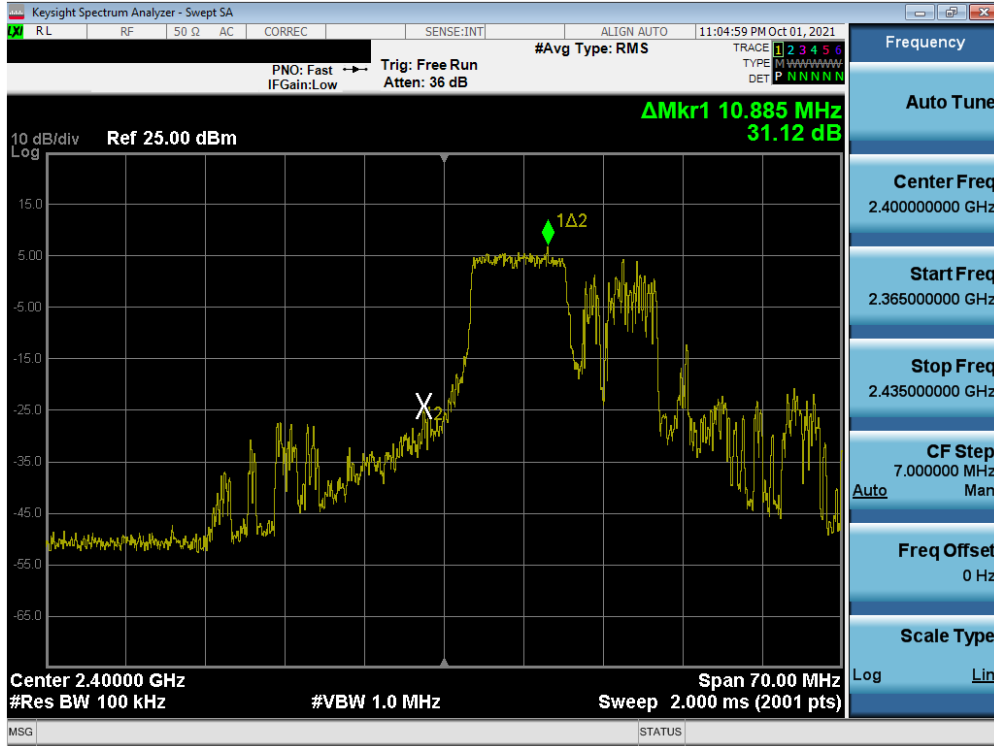 Keysight Spectrum Analyzer - Swept SA
LXI RL RF 50 Ω AC CORREC SENSE:INT ALIGN AUTO 11:04:59 PM Oct 01, 2021
#Avg Type: RMS
TRACE 1 2 3 4 5 6
TYPE M W W W W W
DET P N N N N N
PNO: Fast
IFGain:Low
Trig: Free Run
Atten: 36 dB
ΔMkr1 10.885 MHz
31.12 dB
10 dB/div
Log
Ref 25.00 dBm
15.0
5.00
-5.00
-15.0
-25.0
-35.0
-45.0
-55.0
-65.0
1Δ2
X2
Center 2.40000 GHz
Span 70.00 MHz
#Res BW 100 kHz
#VBW 1.0 MHz
Sweep 2.000 ms (2001 pts)
MSG
STATUS
Frequency
Auto Tune
Center Freq
2.400000000 GHz
Start Freq
2.365000000 GHz
Stop Freq
2.435000000 GHz
CF Step
7.000000 MHz
Auto Man
Freq Offset
0 Hz
Scale Type
Log Lin